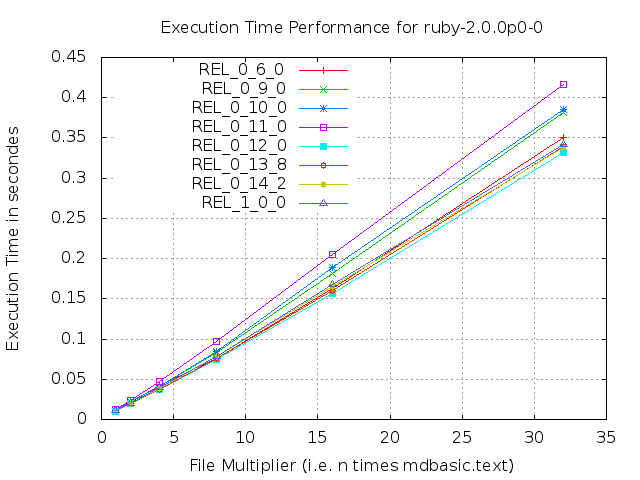 Execution Time Performance for ruby-2.0.0p0-0
Execution Time in secondes
0.45
0.4
0.35
0.3
0.25
0.2
0.15
0.1
0.05
0
REL_0_6_0
REL_0_9_0
REL_0_10_0
REL_0_11_0
REL_0_12_0
REL_0_13_8
REL_0_14_2
REL_1_0_0
0 5 10 15 20 25 30 35
File Multiplier (i.e. n times mdbasic.text)